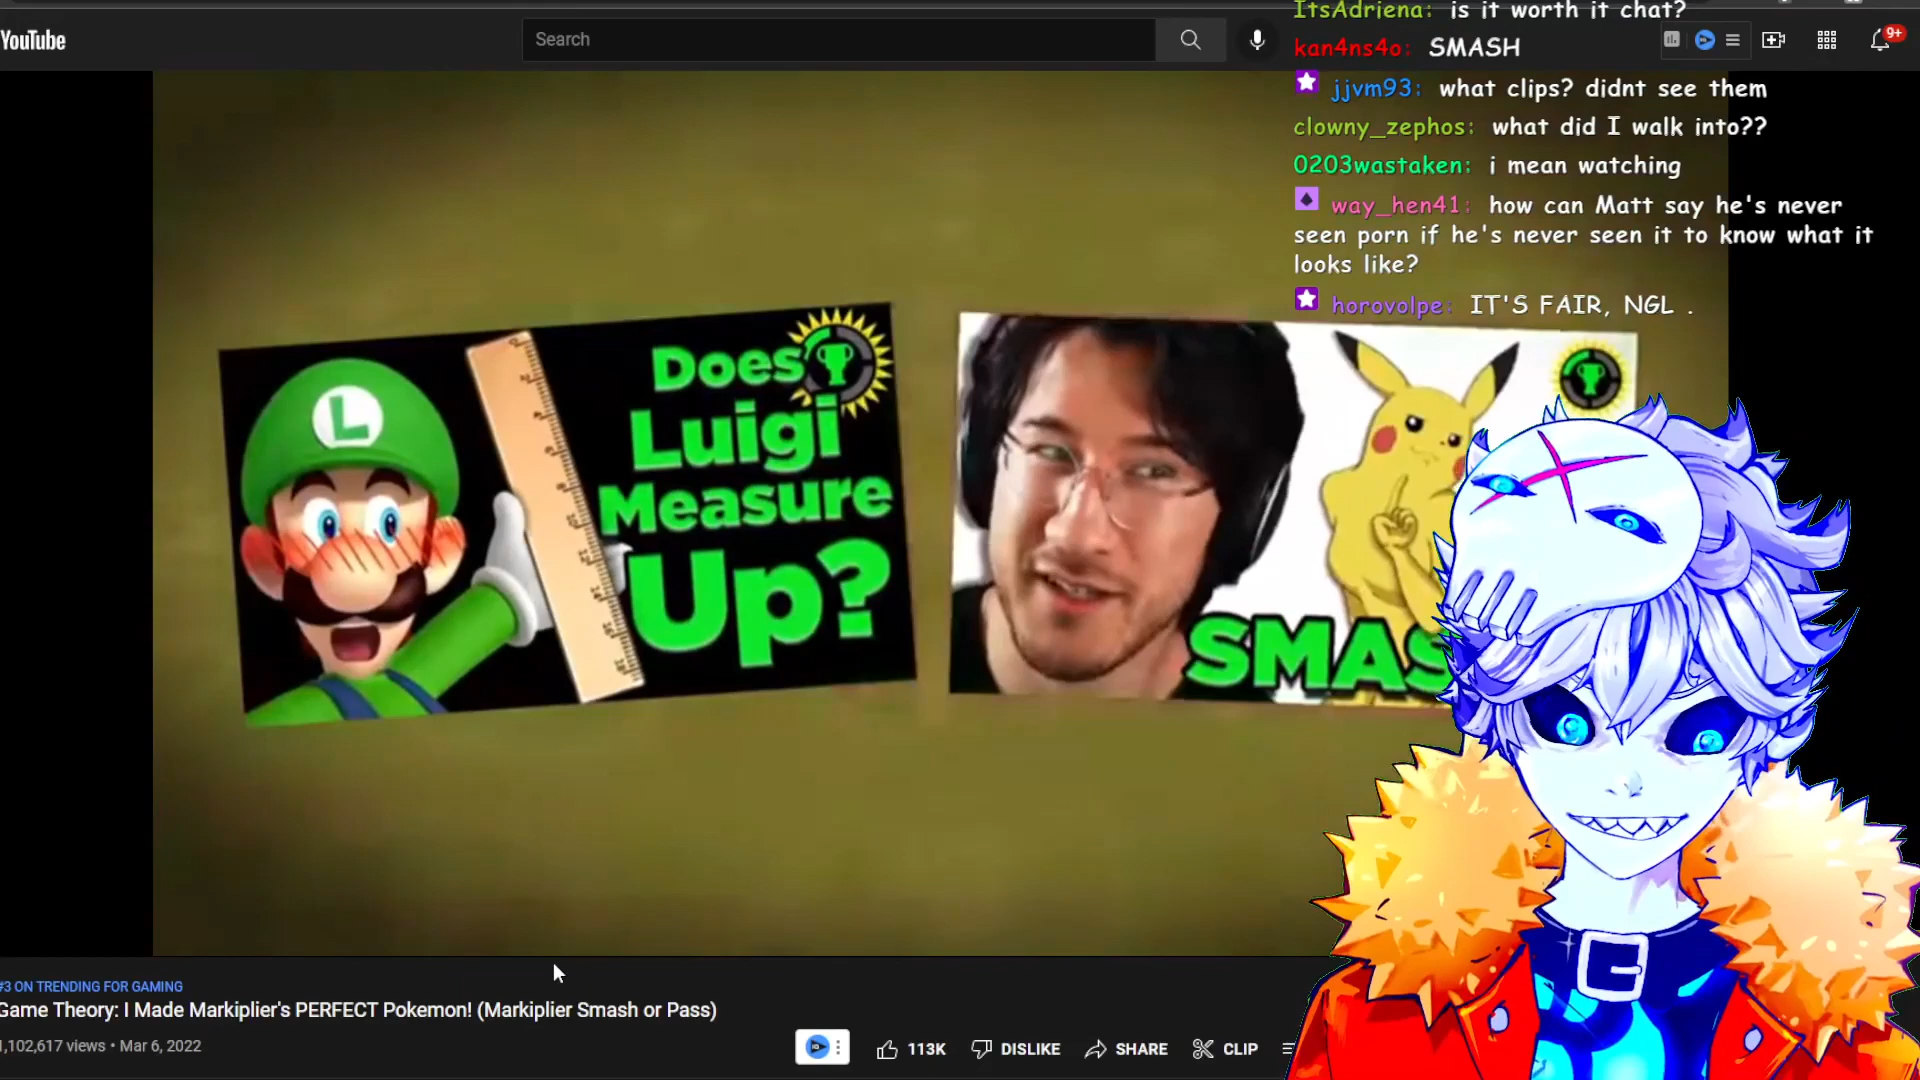 ItsAdriena: is it worth it chat?
YouTube
Search
kan4ns4o: SMASH
9+
jjvm93: what clips? didnt see them
clowny_zephos: what did I walk into??
0203wastaken: i mean watching
way_hen41: how can Matt say he's never
seen porn if he's never seen it to know what it
looks like?
horovolpe: IT'S FAIR, NGL .
L
Does
Luigi
Measure
Up?
SMAS
#3 ON TRENDING FOR GAMING
Game Theory: I Made Markiplier's PERFECT Pokemon! (Markiplier Smash or Pass)
1,102,617 views • Mar 6, 2022
113K
DISLIKE
SHARE
CLIP